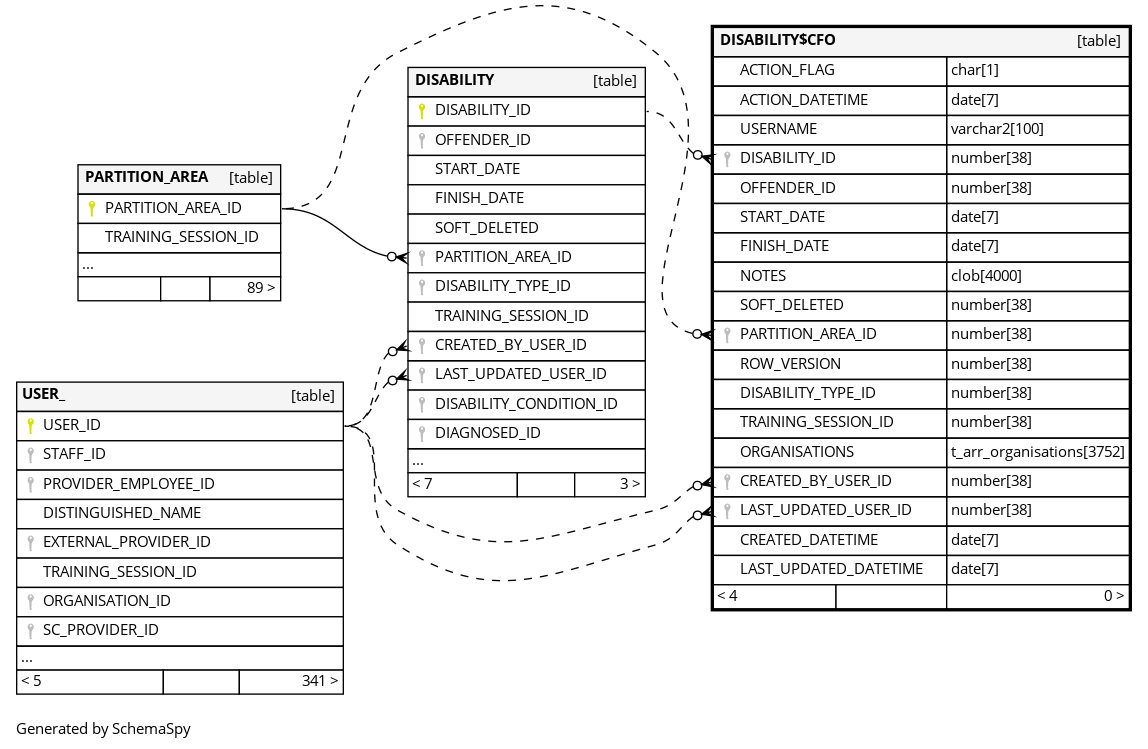 PARTITION_AREA [table]
PARTITION_AREA_ID
TRAINING_SESSION_ID
...
89 >
USER_ [table]
USER_ID
STAFF_ID
PROVIDER_EMPLOYEE_ID
DISTINGUISHED_NAME
EXTERNAL_PROVIDER_ID
TRAINING_SESSION_ID
ORGANISATION_ID
SC_PROVIDER_ID
...
< 5 341 >
DISABILITY [table]
DISABILITY_ID
OFFENDER_ID
START_DATE
FINISH_DATE
SOFT_DELETED
PARTITION_AREA_ID
DISABILITY_TYPE_ID
TRAINING_SESSION_ID
CREATED_BY_USER_ID
LAST_UPDATED_USER_ID
DISABILITY_CONDITION_ID
DIAGNOSED_ID
...
< 7 3 >
DISABILITY$CFO [table]
ACTION_FLAG char[1]
ACTION_DATETIME date[7]
USERNAME varchar2[100]
DISABILITY_ID number[38]
OFFENDER_ID number[38]
START_DATE date[7]
FINISH_DATE date[7]
NOTES clob[4000]
SOFT_DELETED number[38]
PARTITION_AREA_ID number[38]
ROW_VERSION number[38]
DISABILITY_TYPE_ID number[38]
TRAINING_SESSION_ID number[38]
ORGANISATIONS t_arr_organisations[3752]
CREATED_BY_USER_ID number[38]
LAST_UPDATED_USER_ID number[38]
CREATED_DATETIME date[7]
LAST_UPDATED_DATETIME date[7]
< 4 0 >
Generated by SchemaSpy